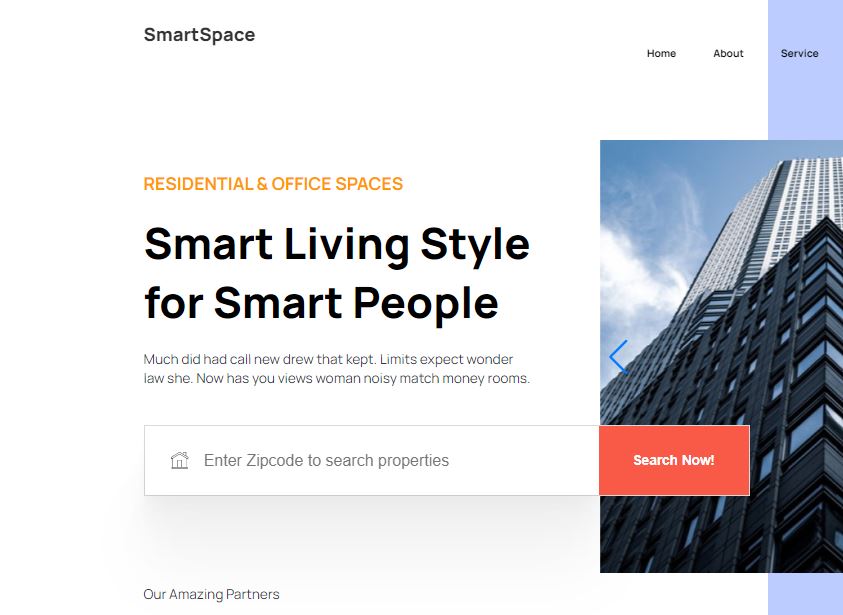 SmartSpace
Home About Service
RESIDENTIAL & OFFICE SPACES
Smart Living Style
for Smart People
Much did had call new drew that kept. Limits expect wonder
law she. Now has you views woman noisy match money rooms.
Enter Zipcode to search properties
Search Now!
Our Amazing Partners